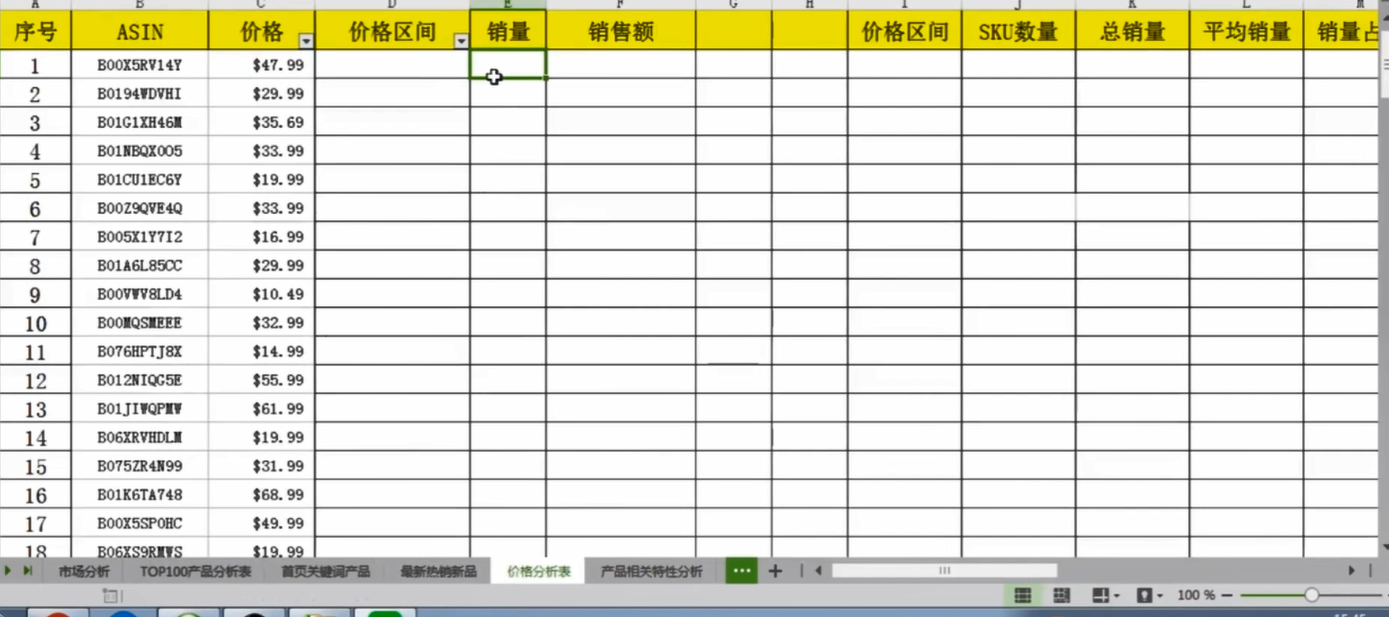 A B C D E F G H I J K L M
序号 ASIN 价格 价格区间 销量 销售额 价格区间 SKU数量 总销量 平均销量 销量占
1 B00X5RV14Y $47.99
2 B0194WDVHI $29.99
3 B01G1XH46M $35.69
4 B01NBQX0O5 $33.99
5 B01CU1EC6Y $19.99
6 B00Z9QVE4Q $33.99
7 B005X1Y7I2 $16.99
8 B01A6L85CC $29.99
9 B00VWV8LD4 $10.49
10 B00MQSMEEE $32.99
11 B076HPTJ8X $14.99
12 B012NIQG5E $55.99
13 B01JIWQPMW $61.99
14 B06XRVHDLM $19.99
15 B075ZR4N99 $31.99
16 B01K6TA748 $68.99
17 B00X5SP0HC $49.99
18 B06XS9RMWS $19.99
市场分析 TOP100产品分析表 首页关键词产品 最新热销新品 价格分析表 产品相关特性分析 ••• +
100 % − +